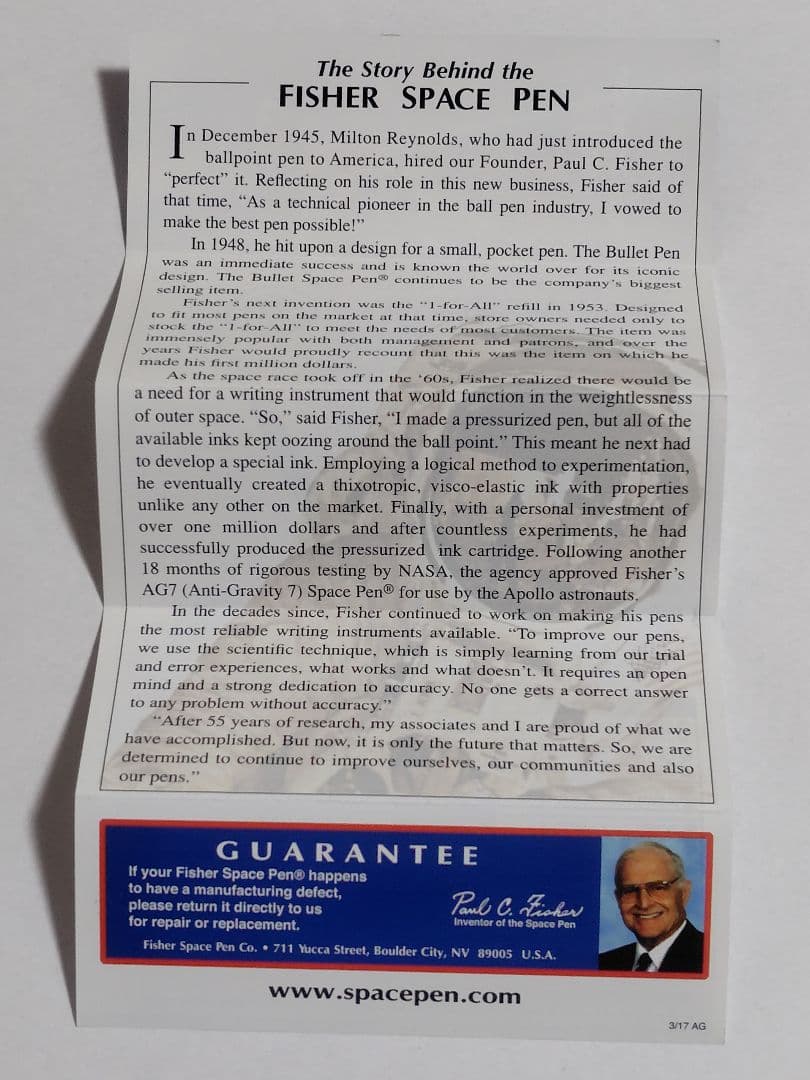 The Story Behind the
FISHER SPACE PEN
In December 1945, Milton Reynolds, who had just introduced the
ballpoint pen to America, hired our Founder, Paul C. Fisher to
“perfect” it. Reflecting on his role in this new business, Fisher said of
that time, “As a technical pioneer in the ball pen industry, I vowed to
make the best pen possible!”
In 1948, he hit upon a design for a small, pocket pen. The Bullet Pen
was an immediate success and is known the world over for its iconic
design. The Bullet Space Pen® continues to be the company’s biggest
selling item.
Fisher’s next invention was the “1-for-All” refill in 1953. Designed
to fit most pens on the market at that time, store owners needed only to
stock the “1-for-All” to meet the needs of most customers. The item was
immensely popular with both management and patrons, and over the
years Fisher would proudly recount that this was the item on which he
made his first million dollars.
As the space race took off in the ‘60s, Fisher realized there would be
a need for a writing instrument that would function in the weightlessness
of outer space. “So,” said Fisher, “I made a pressurized pen, but all of the
available inks kept oozing around the ball point.” This meant he next had
to develop a special ink. Employing a logical method to experimentation,
he eventually created a thixotropic, visco-elastic ink with properties
unlike any other on the market. Finally, with a personal investment of
over one million dollars and after countless experiments, he had
successfully produced the pressurized ink cartridge. Following another
18 months of rigorous testing by NASA, the agency approved Fisher’s
AG7 (Anti-Gravity 7) Space Pen® for use by the Apollo astronauts.
In the decades since, Fisher continued to work on making his pens
the most reliable writing instruments available. “To improve our pens,
we use the scientific technique, which is simply learning from our trial
and error experiences, what works and what doesn’t. It requires an open
mind and a strong dedication to accuracy. No one gets a correct answer
to any problem without accuracy.”
“After 55 years of research, my associates and I are proud of what we
have accomplished. But now, it is only the future that matters. So, we are
determined to continue to improve ourselves, our communities and also
our pens.”
GUARANTEE
If your Fisher Space Pen® happens
to have a manufacturing defect,
please return it directly to us
for repair or replacement.
Paul C. Fisher
Inventor of the Space Pen
Fisher Space Pen Co. • 711 Yucca Street, Boulder City, NV 89005 U.S.A.
www.spacepen.com
3/17 AG